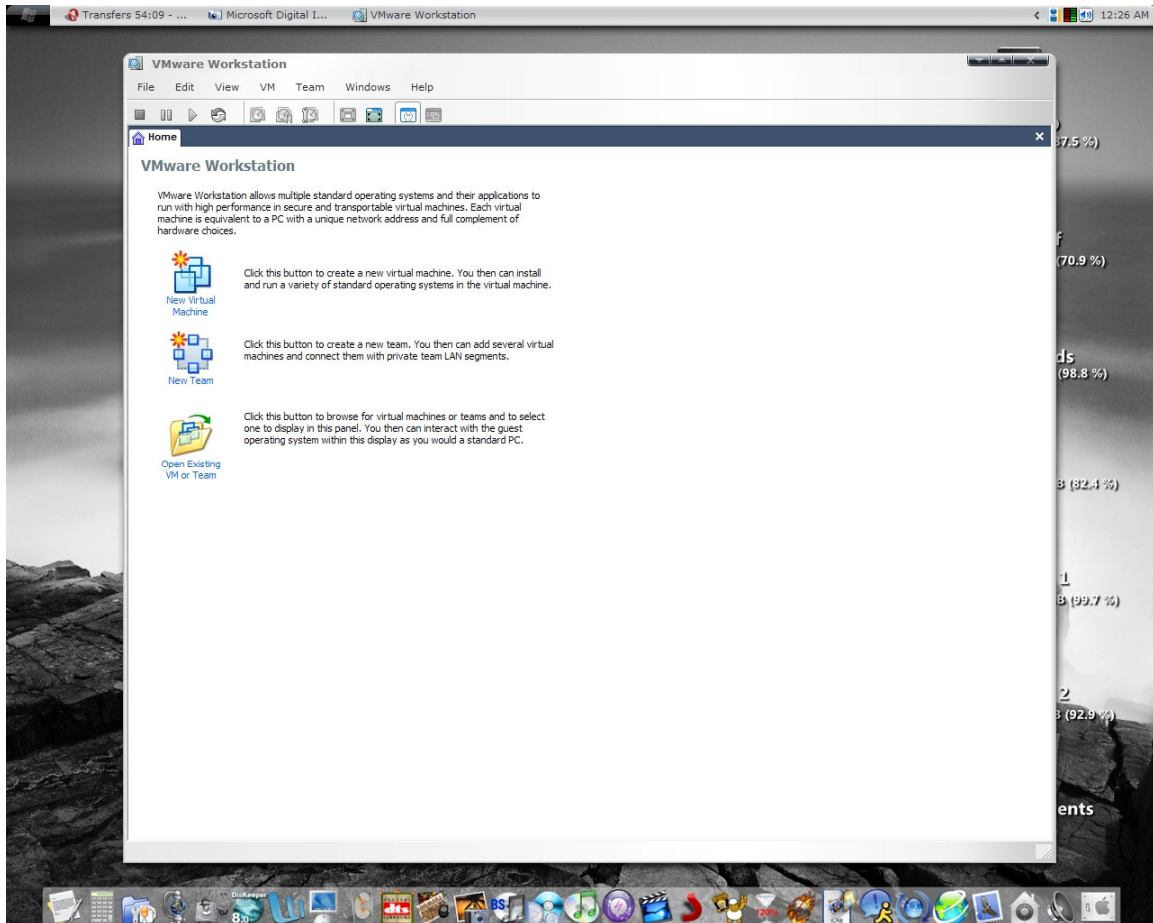 Transfers 54:09 - ...
Microsoft Digital I...
VMware Workstation
12:26 AM
VMware Workstation
File Edit View VM Team Windows Help
Home
VMware Workstation
VMware Workstation allows multiple standard operating systems and their applications to
run with high performance in secure and transportable virtual machines. Each virtual
machine is equivalent to a PC with a unique network address and full complement of
hardware choices.
New Virtual
Machine
Click this button to create a new virtual machine. You then can install
and run a variety of standard operating systems in the virtual machine.
New Team
Click this button to create a new team. You then can add several virtual
machines and connect them with private team LAN segments.
Open Existing
VM or Team
Click this button to browse for virtual machines or teams and to select
one to display in this panel. You then can interact with the guest
operating system within this display as you would a standard PC.
37.5 %)
f
(70.9 %)
ds
(98.8 %)
B (82.4 %)
1
B (99.7 %)
2
B (92.9 %)
ents
DisKeeper
8.0
dts
BS
120%